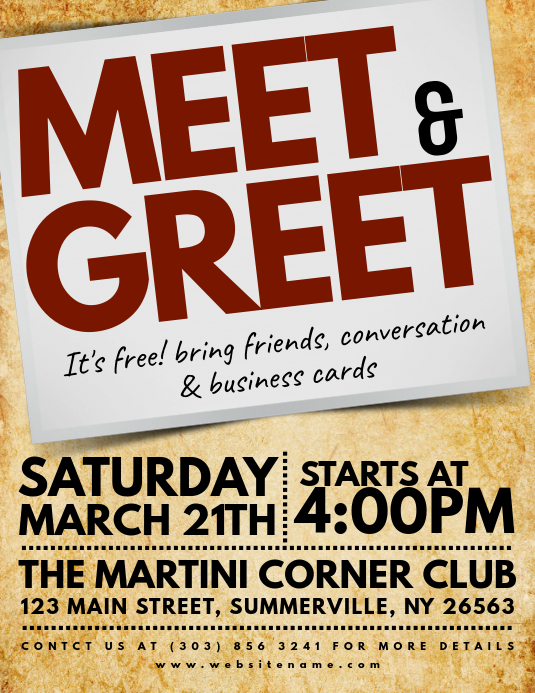 MEET &
GREET
It's free! bring friends, conversation
& business cards
SATURDAY
MARCH 21TH
STARTS AT
4:00PM
THE MARTINI CORNER CLUB
123 MAIN STREET, SUMMERVILLE, NY 26563
CONTCT US AT (303) 856 3241 FOR MORE DETAILS
www.websitename.com